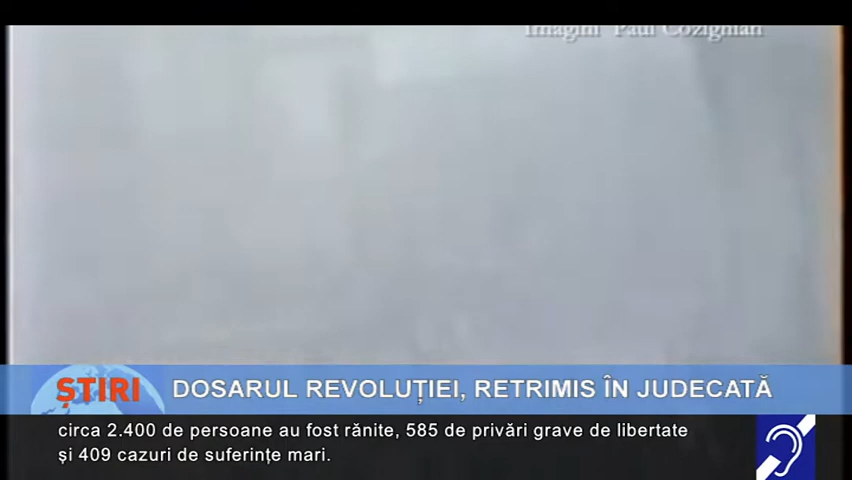 Imagini Paul Cozighian
ȘTIRI
DOSARUL REVOLUȚIEI, RETRIMIS ÎN JUDECATĂ
circa 2.400 de persoane au fost rănite, 585 de privări grave de libertate
și 409 cazuri de suferințe mari.